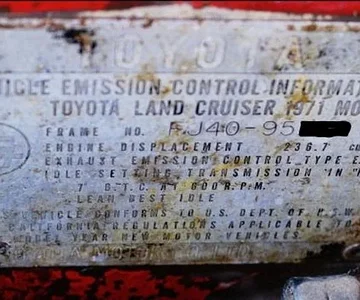 TOYOTA
HICLE EMISSION CONTROL INFORMAT
TOYOTA LAND CRUISER 1971 MO
FRAME NO. FJ40-95
ENGINE DISPLACEMENT 236.7 CU
EXHAUST EMISSION CONTROL TYPE E
IDLE SETTING TRANSMISSION IN
7° B.T.C. AT 600 R.P.M.
LEAN BEST IDLE
VEHICLE CONFORMS TO U.S. DEPT. OF H.E.W
CALIFORNIA REGULATIONS APPLICABLE TO
MODEL YEAR NEW MOTOR VEHICLES.